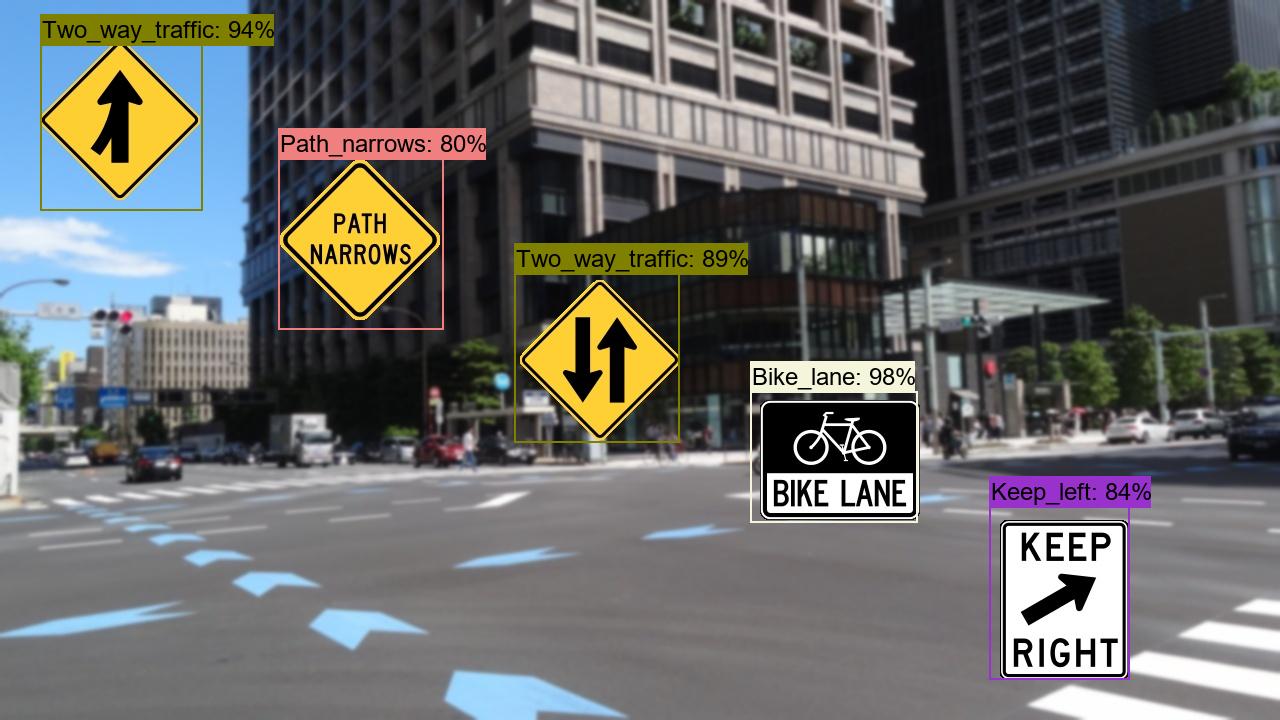 Two_way_traffic: 94%
Path_narrows: 80%
PATH
NARROWS
Two_way_traffic: 89%
Bike_lane: 98%
BIKE LANE
Keep_left: 84%
KEEP
RIGHT